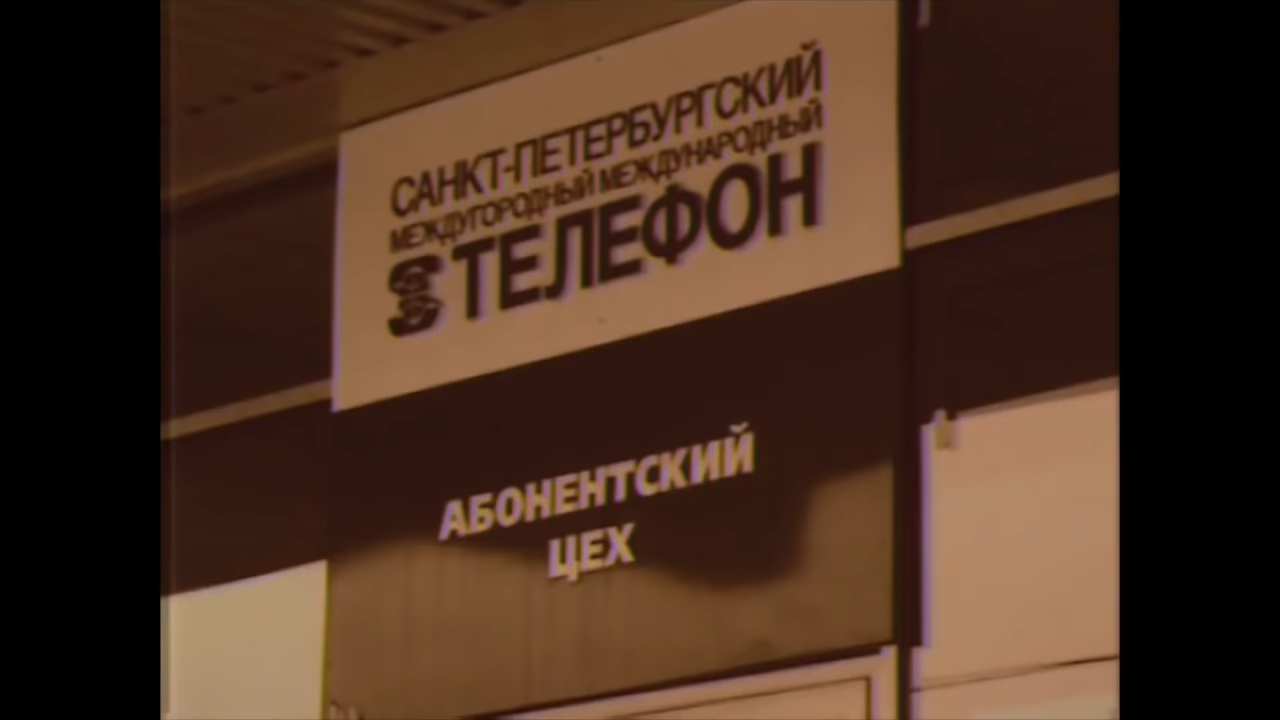 САНКТ-ПЕТЕРБУРГСКИЙ
МЕЖДУГОРОДНЫЙ МЕЖДУНАРОДНЫЙ
ТЕЛЕФОН
АБОНЕНТСКИЙ
ЦЕХ